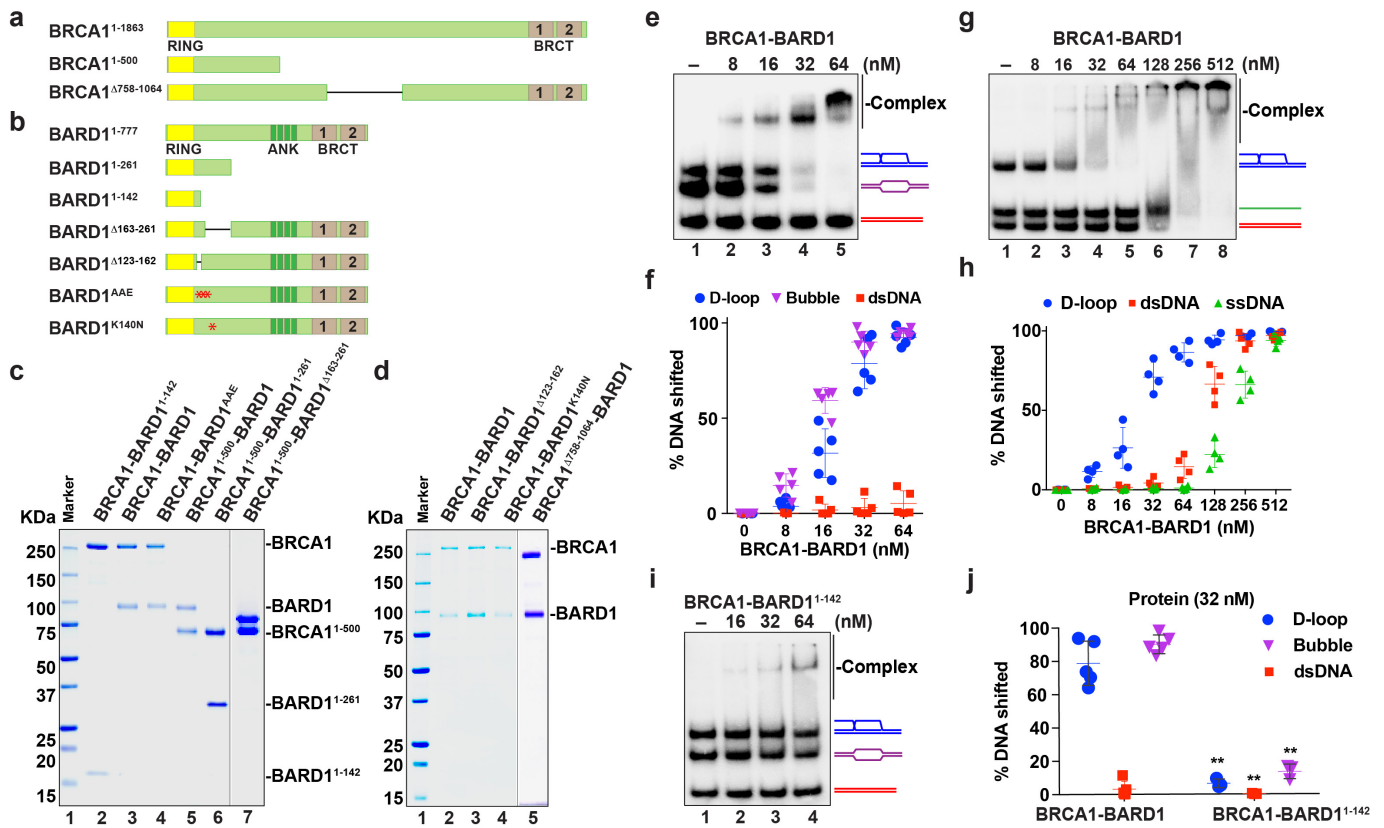 a
BRCA1 1-1863
1 2
RING BRCT
BRCA1 1-500
BRCA1 Δ758-1064
1 2
b
BARD1 1-777
1 2
RING ANK BRCT
BARD1 1-261
BARD1 1-142
BARD1 Δ163-261
1 2
BARD1 Δ123-162
1 2
BARD1 AAE
*** 1 2
BARD1 K140N
* 1 2
c
KDa
Marker
BRCA1-BARD1 1-142
BRCA1-BARD1
BRCA1-BARD1 AAE
BRCA1 1-500-BARD1
BRCA1 1-500-BARD1 1-261
BRCA1 1-500-BARD1 Δ163-261
250
150
100
75
50
37
25
20
15
-BRCA1
-BARD1
-BRCA1 1-500
-BARD1 1-261
-BARD1 1-142
1 2 3 4 5 6 7
d
KDa
Marker
BRCA1-BARD1
BRCA1-BARD1 Δ123-162
BRCA1-BARD1 K140N
BRCA1 Δ758-1064-BARD1
250
150
100
75
50
37
25
20
15
-BRCA1
-BARD1
1 2 3 4 5
e
BRCA1-BARD1
– 8 16 32 64 (nM)
-Complex
1 2 3 4 5
f
D-loop Bubble dsDNA
% DNA shifted
100
50
0
0 8 16 32 64
BRCA1-BARD1 (nM)
g
BRCA1-BARD1
– 8 16 32 64 128 256 512 (nM)
-Complex
1 2 3 4 5 6 7 8
h
D-loop dsDNA ssDNA
% DNA shifted
100
50
0
0 8 16 32 64 128 256 512
BRCA1-BARD1 (nM)
i
BRCA1-BARD1 1-142
– 16 32 64 (nM)
-Complex
1 2 3 4
j
Protein (32 nM)
D-loop
Bubble
dsDNA
% DNA shifted
100
80
60
40
20
0
** ** **
BRCA1-BARD1 BRCA1-BARD1 1-142